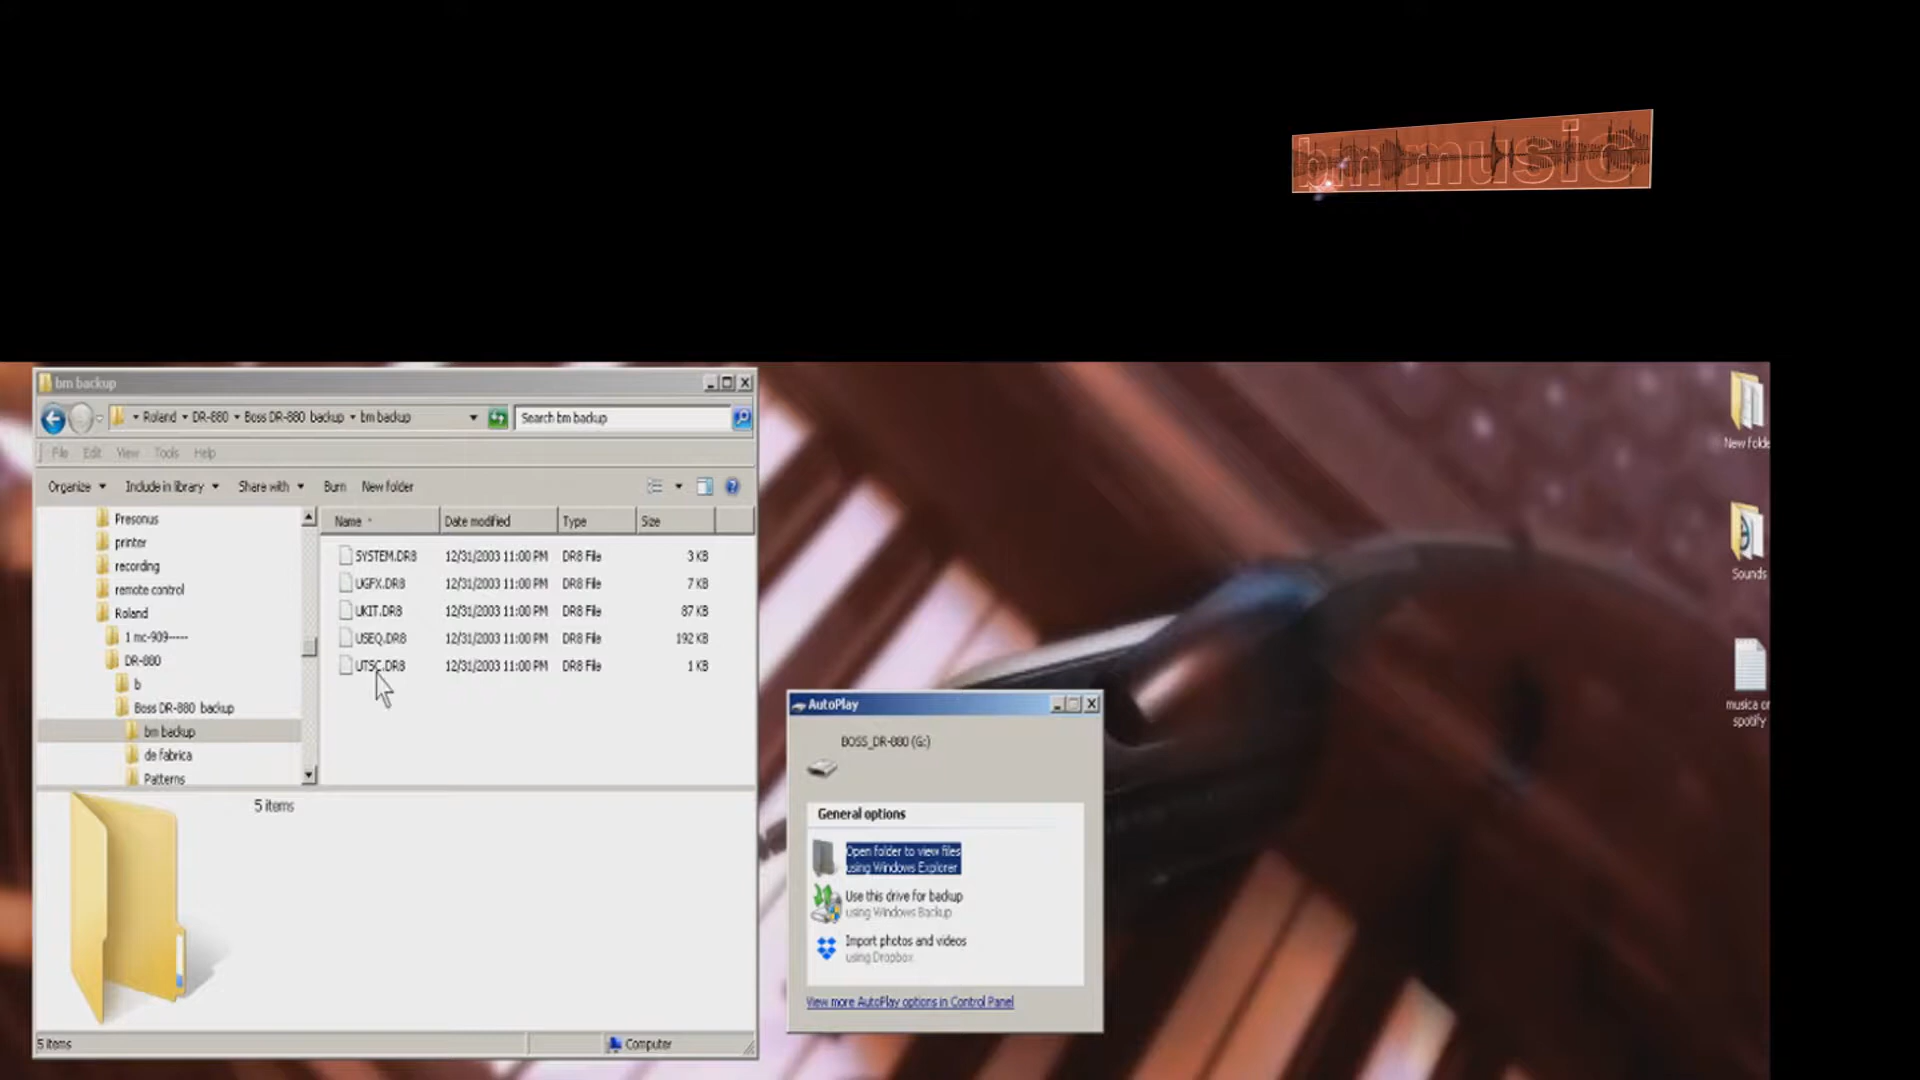 bm music
bm backup
Roland DR-880 Boss DR-880 backup bm backup
Search bm backup
File Edit View Tools Help
Organize Include in library Share with Burn New folder
Name Date modified Type Size
SYSTEM.DR8 12/31/2003 11:00 PM DR8 File 3 KB
UGFX.DR8 12/31/2003 11:00 PM DR8 File 7 KB
UKIT.DR8 12/31/2003 11:00 PM DR8 File 87 KB
USEQ.DR8 12/31/2003 11:00 PM DR8 File 192 KB
UTSC.DR8 12/31/2003 11:00 PM DR8 File 1 KB
Presonus
printer
recording
remote control
Roland
1 mc-909-----
DR-880
b
Boss DR-880 backup
bm backup
de fabrica
Patterns
5 items
5 items
Computer
AutoPlay
BOSS_DR-880 (G:)
General options
Open folder to view files
using Windows Explorer
Use this drive for backup
using Windows Backup
Import photos and videos
using Dropbox
View more AutoPlay options in Control Panel
New folde
Sounds
musica or
spotify